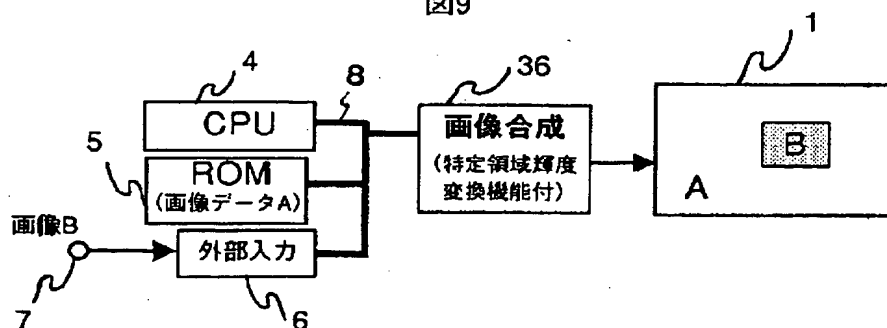 図9
1
4
8
36
CPU
画像合成
(特定領域輝度
変換機能付)
5
ROM
(画像データA)
B
A
画像B
外部入力
7
6